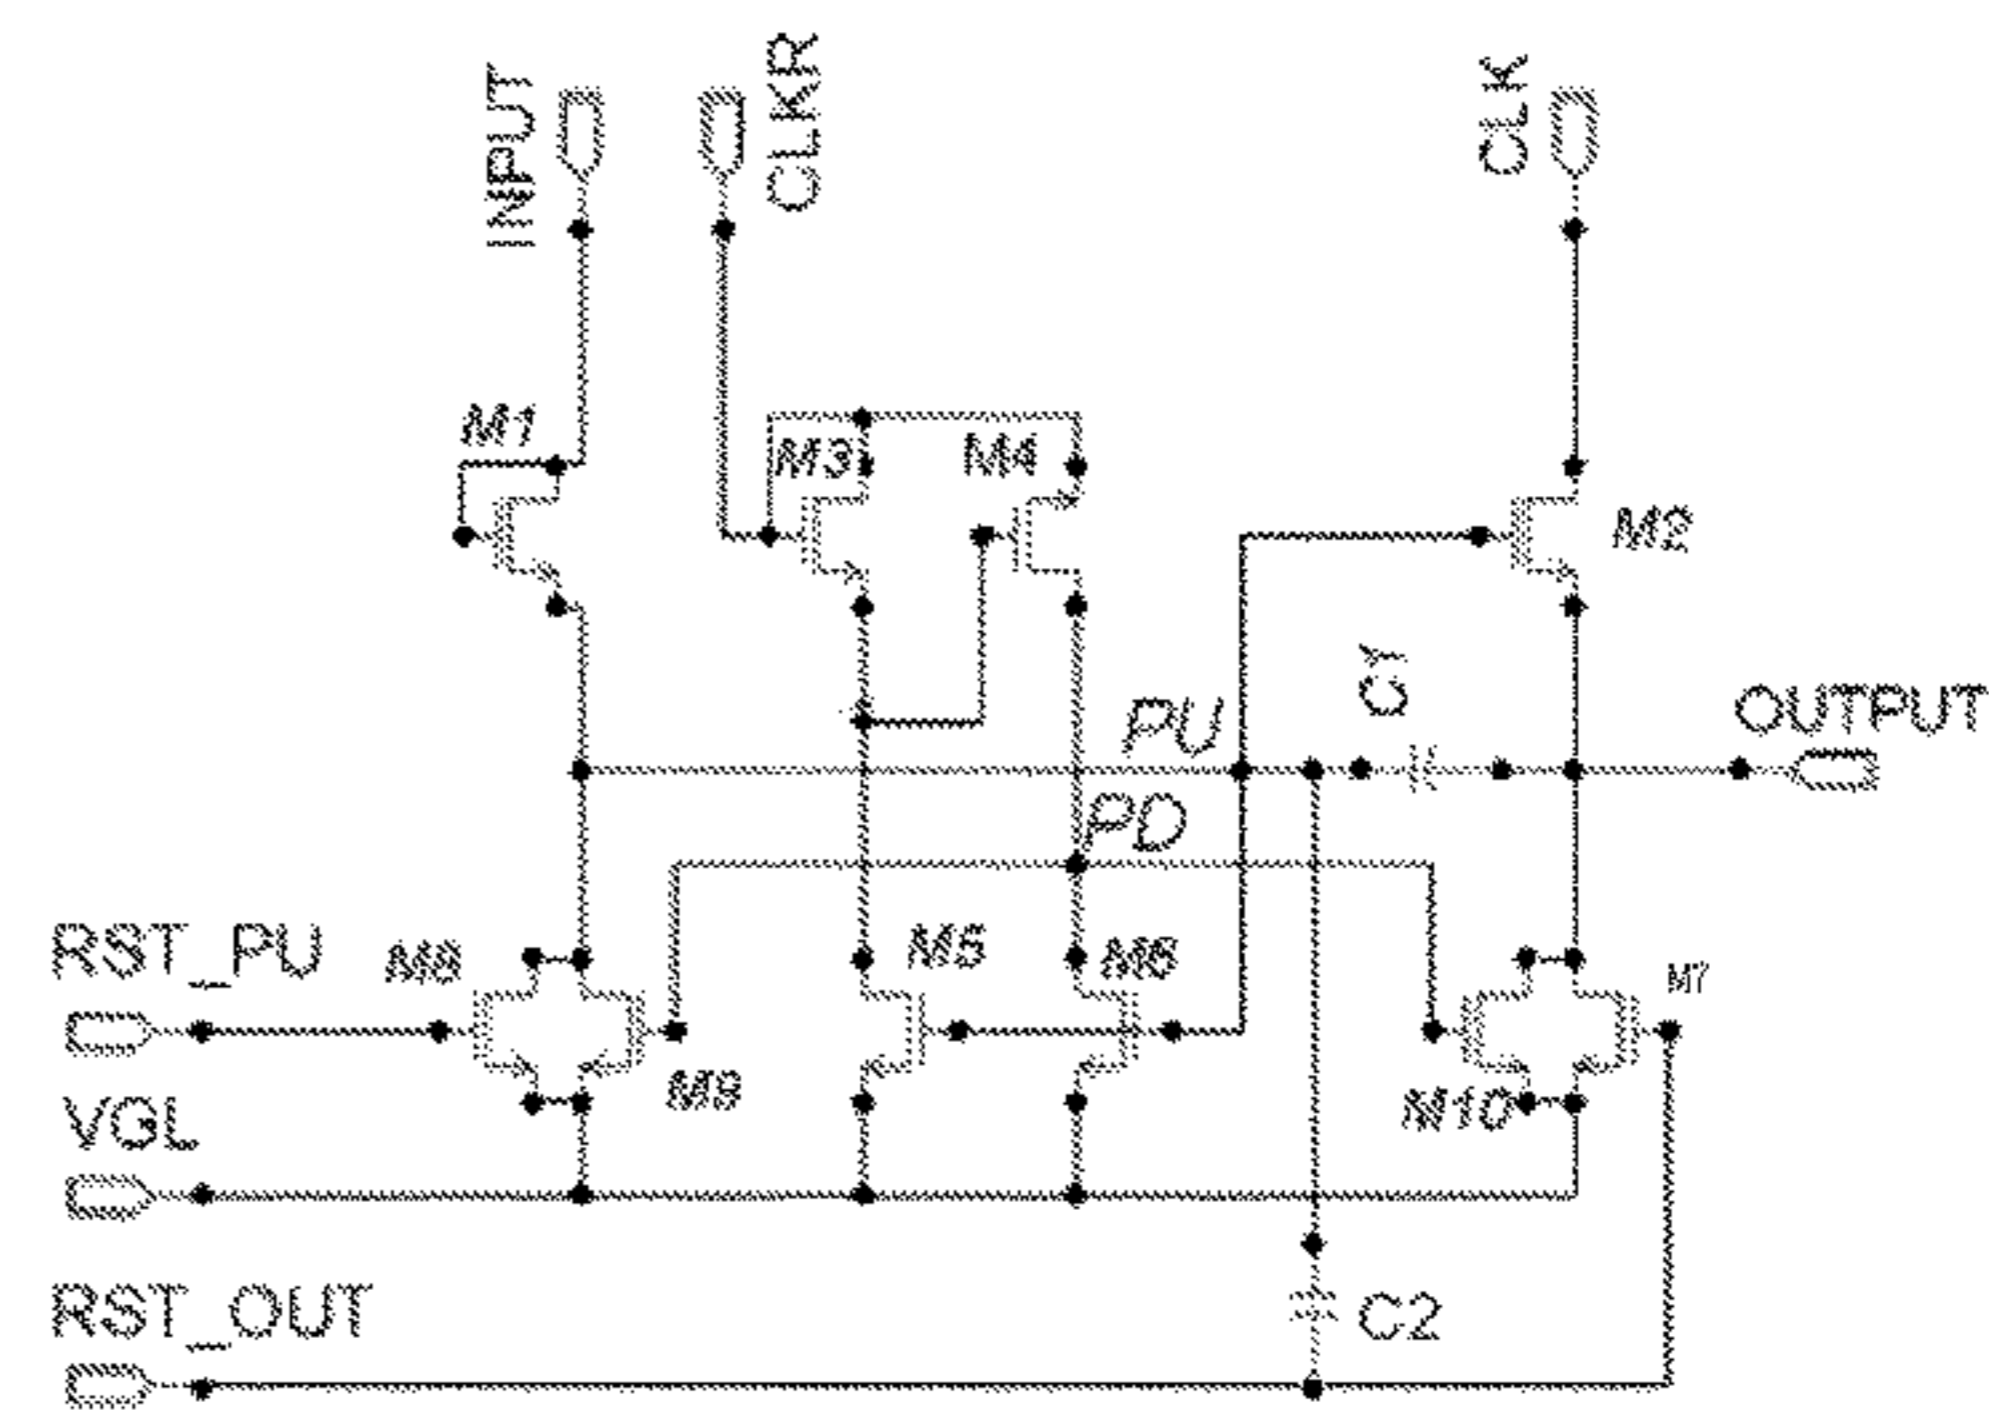 INPUT
CLKR
CLK
M1
M3
M4
M2
C1
PU
OUTPUT
PD
RST_PU
M8
M5
M6
M7
M9
M10
VGL
RST_OUT
C2